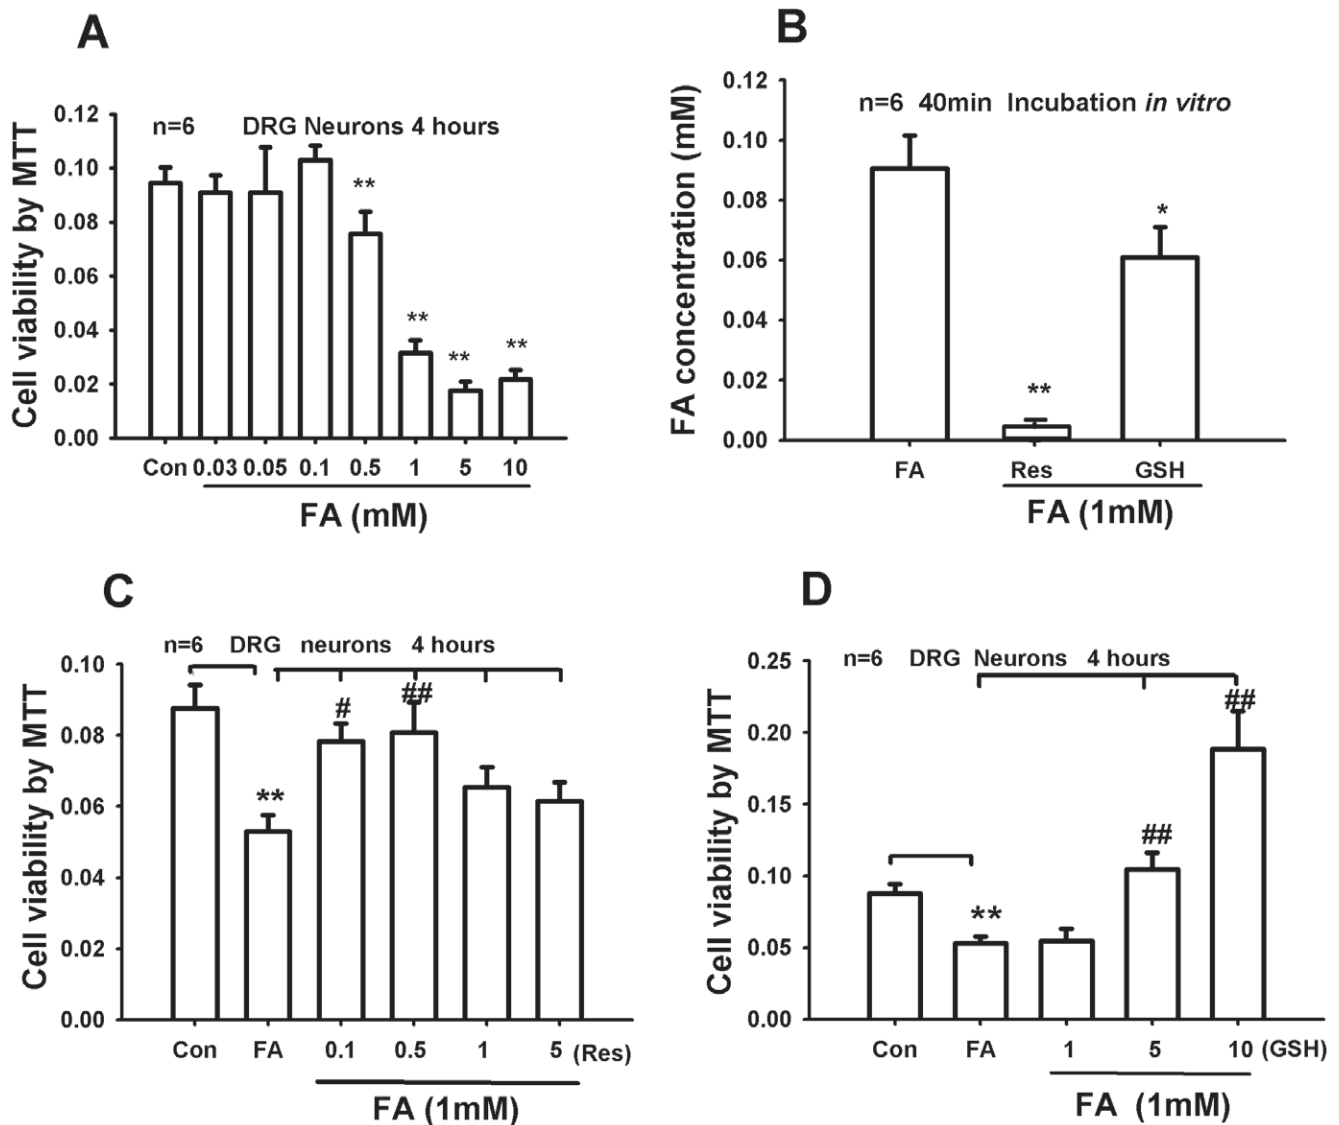 A
Cell viability by MTT
0.12
0.10
0.08
0.06
0.04
0.02
0.00
n=6 DRG Neurons 4 hours
**
**
**
**
Con 0.03 0.05 0.1 0.5 1 5 10
FA (mM)
B
FA concentration (mM)
0.12
0.10
0.08
0.06
0.04
0.02
0.00
n=6 40min Incubation in vitro
**
*
FA Res GSH
FA (1mM)
C
Cell viability by MTT
0.10
0.08
0.06
0.04
0.02
0.00
n=6 DRG neurons 4 hours
**
#
##
Con FA 0.1 0.5 1 5 (Res)
FA (1mM)
D
Cell viability by MTT
0.25
0.20
0.15
0.10
0.05
0.00
n=6 DRG Neurons 4 hours
**
##
##
Con FA 1 5 10 (GSH)
FA (1mM)